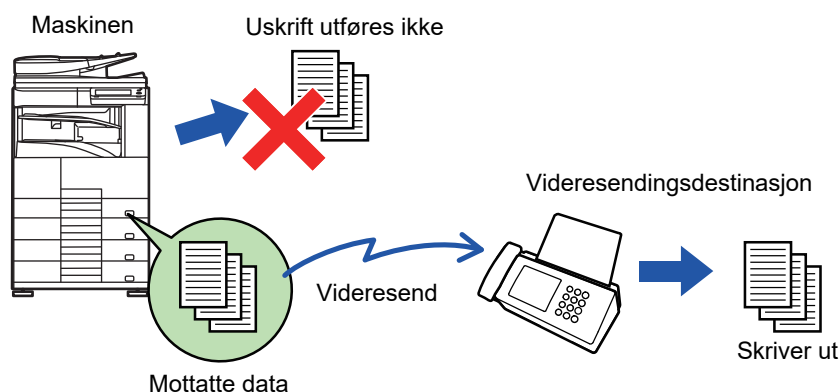 Maskinen
Uskrift utføres ikke
Videresendingsdestinasjon
Videresend
Skriver ut
Mottatte data